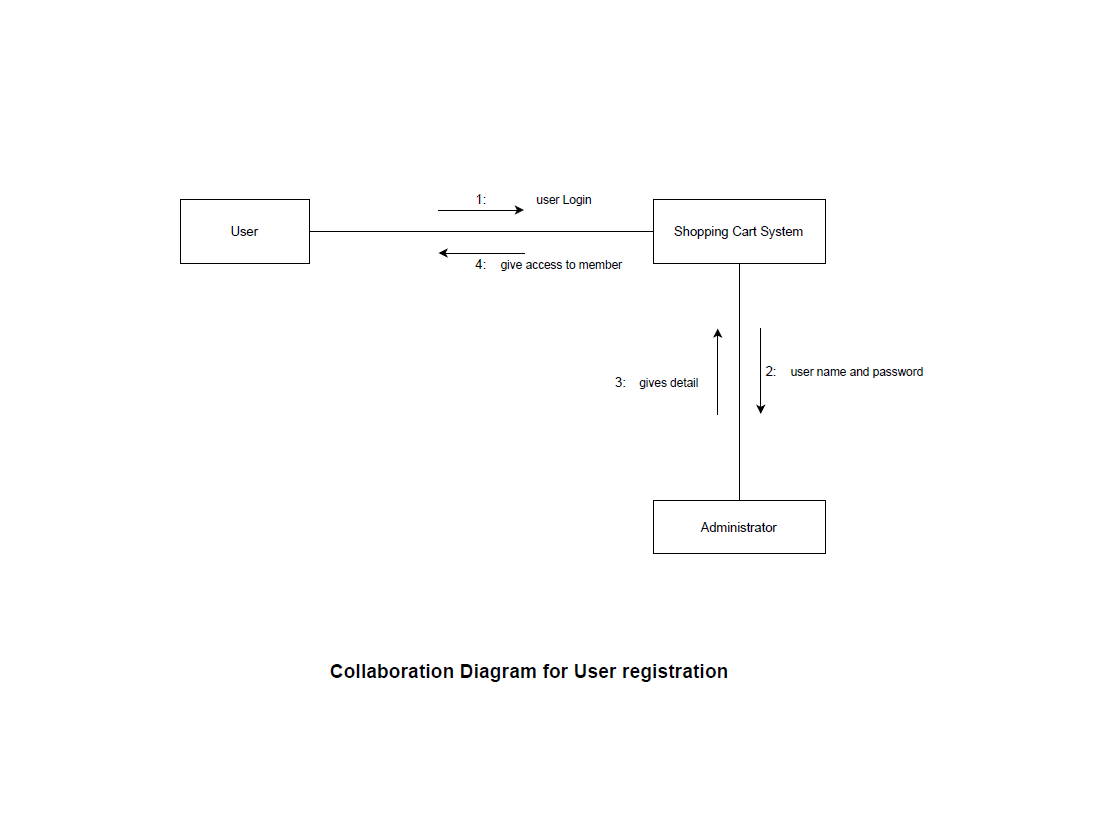 1: user Login
User
Shopping Cart System
4: give access to member
2: user name and password
3: gives detail
Administrator
Collaboration Diagram for User registration